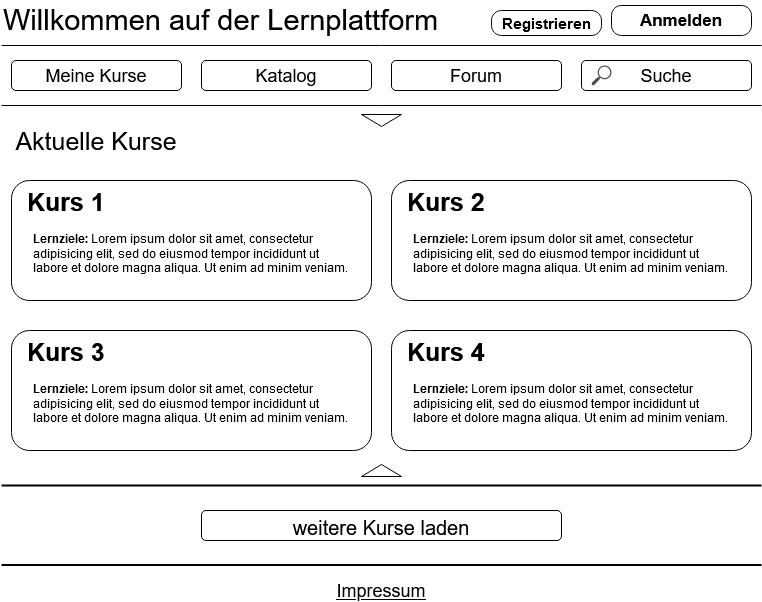 Willkommen auf der Lernplattform
Registrieren
Anmelden
Meine Kurse
Katalog
Forum
Suche
Aktuelle Kurse
Kurs 1
Lernziele: Lorem ipsum dolor sit amet, consectetur
adipisicing elit, sed do eiusmod tempor incididunt ut
labore et dolore magna aliqua. Ut enim ad minim veniam.
Kurs 2
Lernziele: Lorem ipsum dolor sit amet, consectetur
adipisicing elit, sed do eiusmod tempor incididunt ut
labore et dolore magna aliqua. Ut enim ad minim veniam.
Kurs 3
Lernziele: Lorem ipsum dolor sit amet, consectetur
adipisicing elit, sed do eiusmod tempor incididunt ut
labore et dolore magna aliqua. Ut enim ad minim veniam.
Kurs 4
Lernziele: Lorem ipsum dolor sit amet, consectetur
adipisicing elit, sed do eiusmod tempor incididunt ut
labore et dolore magna aliqua. Ut enim ad minim veniam.
weitere Kurse laden
Impressum